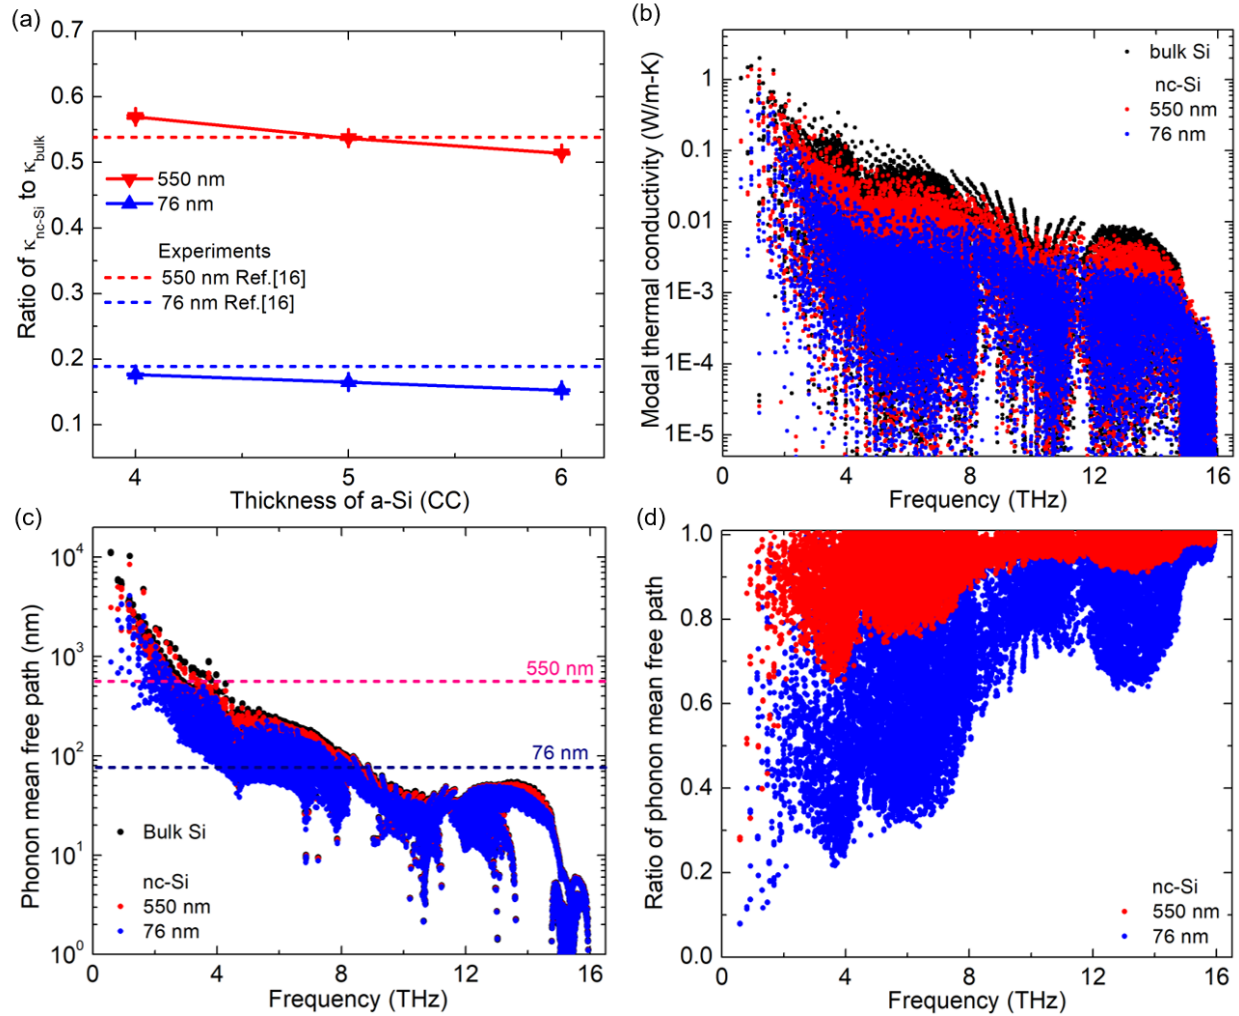 (a)
0.7
0.6
0.5
0.4
0.3
0.2
0.1
Ratio of κnc-Si to κbulk
550 nm
76 nm
Experiments
550 nm Ref.[16]
76 nm Ref.[16]
4
5
6
Thickness of a-Si (CC)
(b)
1
0.1
0.01
1E-3
1E-4
1E-5
Modal thermal conductivity (W/m-K)
bulk Si
nc-Si
550 nm
76 nm
0
4
8
12
16
Frequency (THz)
(c)
10^4
10^3
10^2
10^1
10^0
Phonon mean free path (nm)
550 nm
76 nm
Bulk Si
nc-Si
550 nm
76 nm
0
4
8
12
16
Frequency (THz)
(d)
1.0
0.8
0.6
0.4
0.2
0.0
Ratio of phonon mean free path
nc-Si
550 nm
76 nm
0
4
8
12
16
Frequency (THz)